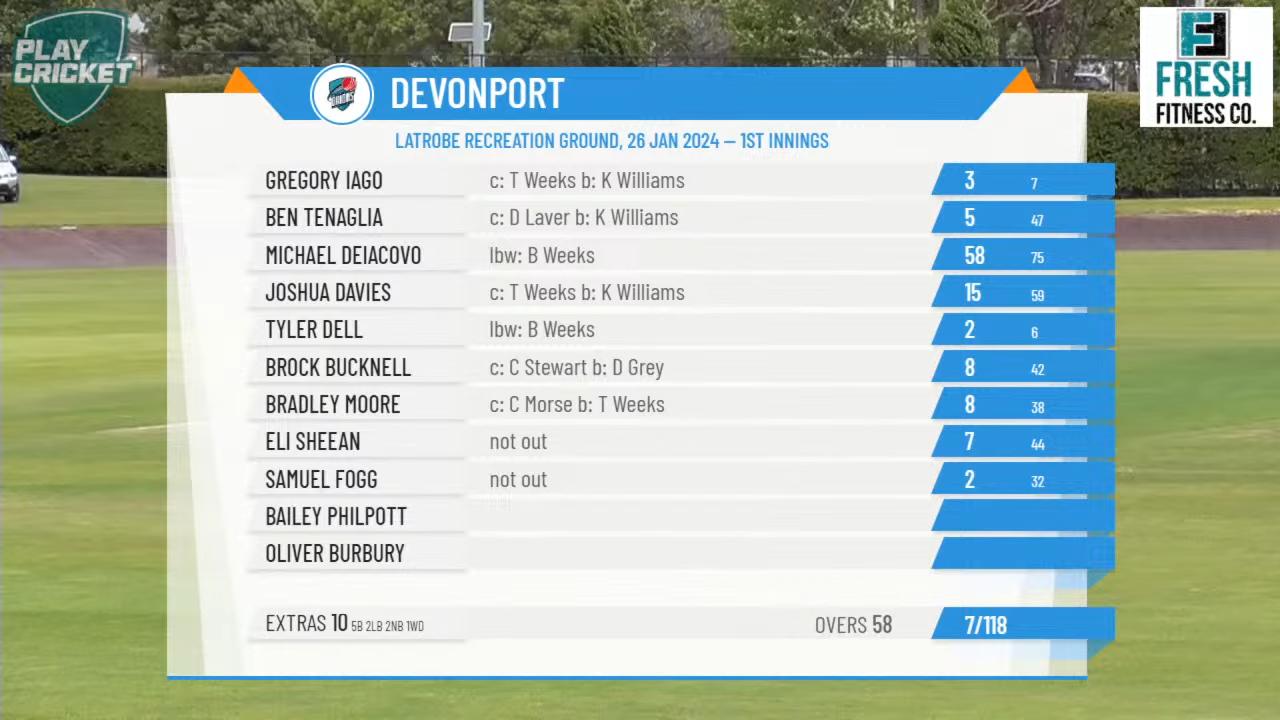 PLAY
CRICKET
FRESH
FITNESS CO.
DEVONPORT
LATROBE RECREATION GROUND, 26 JAN 2024 – 1ST INNINGS
GREGORY IAGO c: T Weeks b: K Williams 3 7
BEN TENAGLIA c: D Laver b: K Williams 5 47
MICHAEL DEIACOVO lbw: B Weeks 58 75
JOSHUA DAVIES c: T Weeks b: K Williams 15 59
TYLER DELL lbw: B Weeks 2 6
BROCK BUCKNELL c: C Stewart b: D Grey 8 42
BRADLEY MOORE c: C Morse b: T Weeks 8 38
ELI SHEEAN not out 7 44
SAMUEL FOGG not out 2 32
BAILEY PHILPOTT
OLIVER BURBURY
EXTRAS 10 5B 2LB 2NB 1WD OVERS 58 7/118